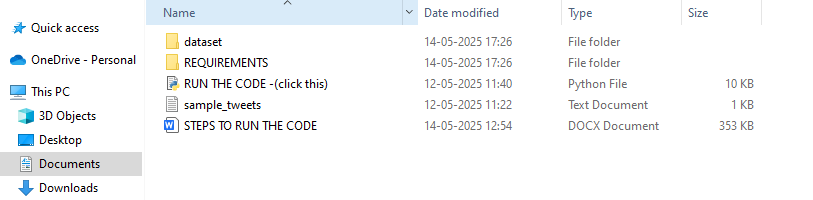 Name Date modified Type Size
Quick access
OneDrive - Personal
This PC
3D Objects
Desktop
Documents
Downloads
dataset 14-05-2025 17:26 File folder
REQUIREMENTS 14-05-2025 17:26 File folder
RUN THE CODE -(click this) 12-05-2025 11:40 Python File 10 KB
sample_tweets 12-05-2025 11:22 Text Document 1 KB
STEPS TO RUN THE CODE 14-05-2025 12:54 DOCX Document 353 KB